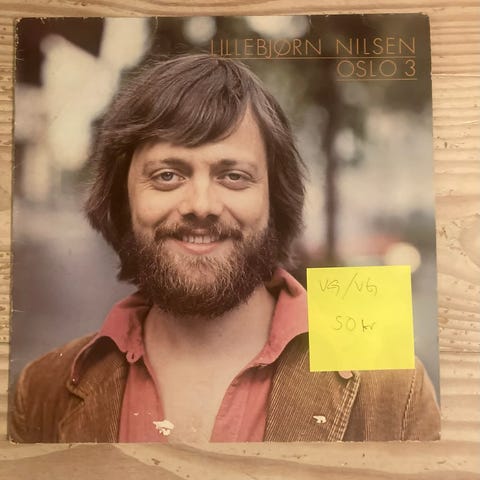 LILLEBJØRN NILSEN
OSLO 3
VG/VG
50 kr